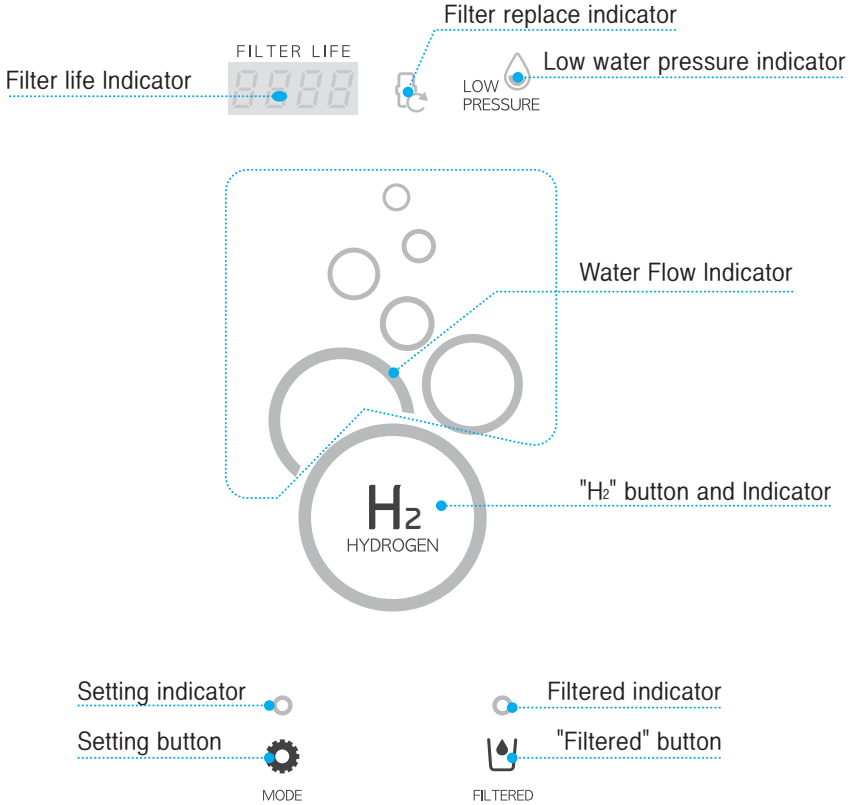 Filter replace indicator
FILTER LIFE
Filter life Indicator
8888
LOW
PRESSURE
Low water pressure indicator
Water Flow Indicator
H₂
HYDROGEN
"H₂" button and Indicator
Setting indicator
Filtered indicator
Setting button
"Filtered" button
MODE
FILTERED